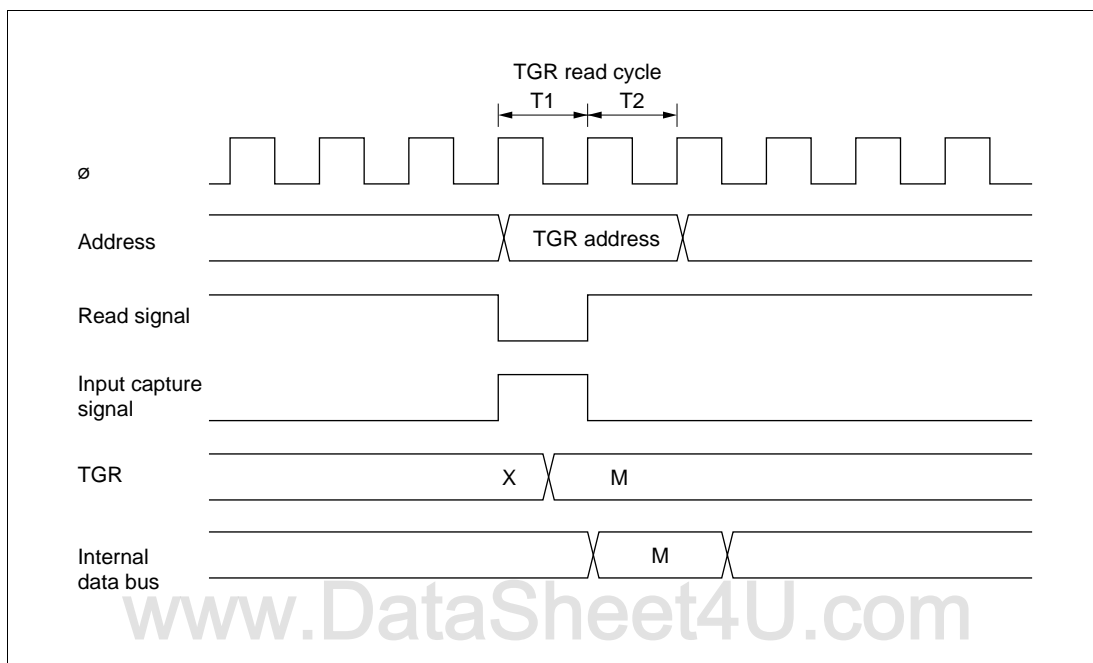 TGR read cycle
T1 T2
ø
Address
TGR address
Read signal
Input capture
signal
TGR
X M
Internal
data bus
M
www.DataSheet4U.com